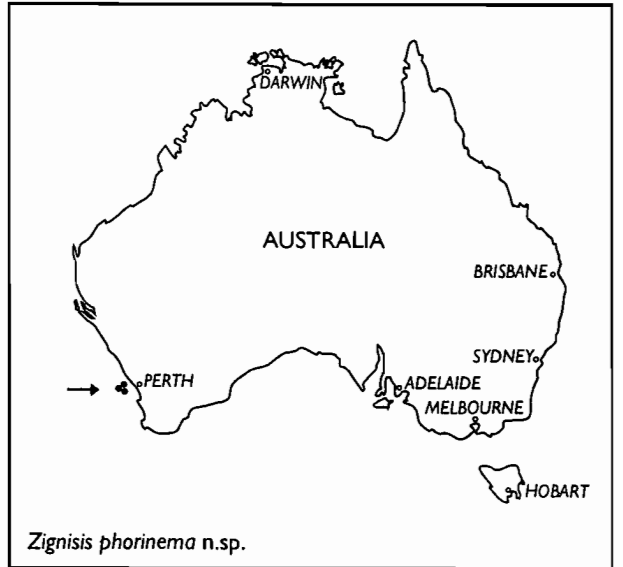 DARWIN
AUSTRALIA
BRISBANE
SYDNEY
PERTH
ADELAIDE
MELBOURNE
HOBART
Zignisis phorinema n.sp.